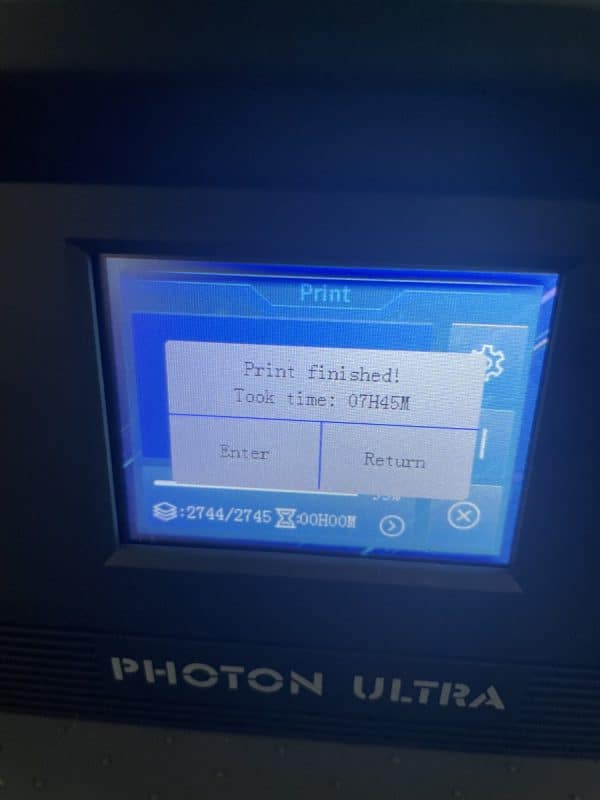 Print
Print finished!
Took time: 07H45M
Enter
Return
:2744/2745 :00H00M
PHOTON ULTRA